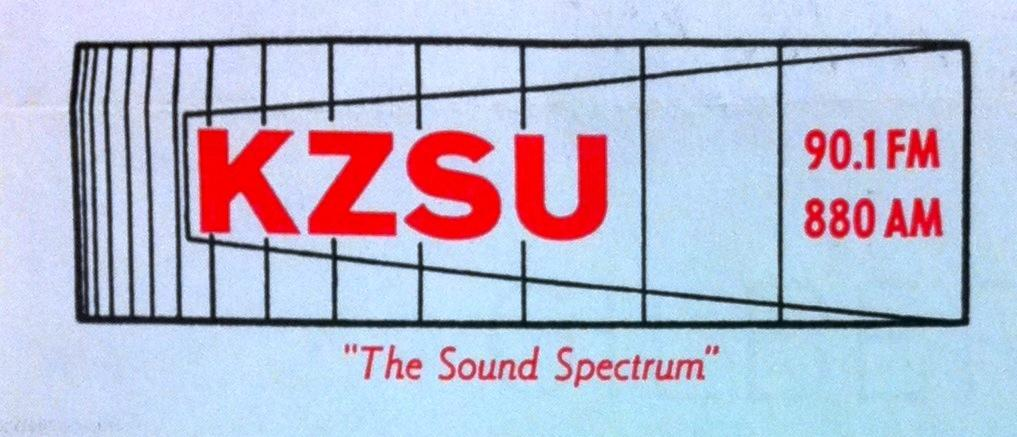 KZSU
90.1 FM
880 AM
"The Sound Spectrum"